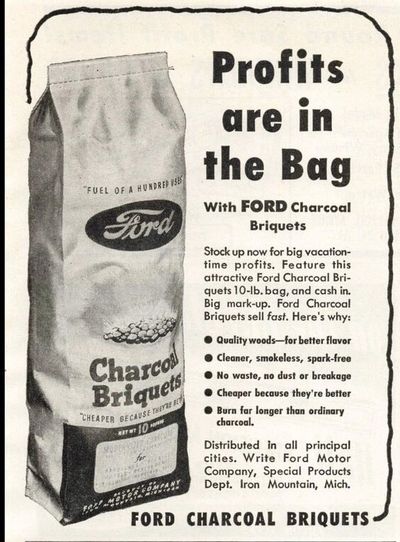 Profits
are in
the Bag
With FORD Charcoal
Briquets
Stock up now for big vacation-
time profits. Feature this
attractive Ford Charcoal Bri-
quets 10-lb. bag, and cash in.
Big mark-up. Ford Charcoal
Briquets sell fast. Here's why:
● Quality woods—for better flavor
● Cleaner, smokeless, spark-free
● No waste, no dust or breakage
● Cheaper because they're better
● Burn far longer than ordinary
charcoal.
Distributed in all principal
cities. Write Ford Motor
Company, Special Products
Dept. Iron Mountain, Mich.
FORD CHARCOAL BRIQUETS
"FUEL OF A HUNDRED USES"
Ford
Charcoal
Briquets
"CHEAPER BECAUSE THEY'RE
NET WT 10 POUNDS
for
FORD MOTOR COMPANY
IRON MOUNTAIN, MICHIGAN